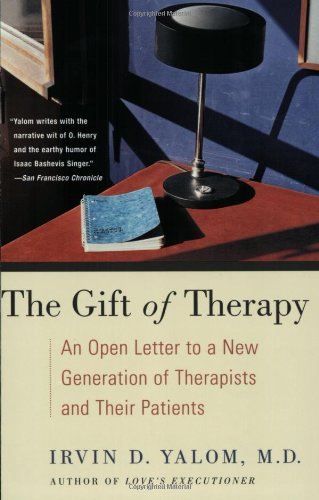 "Yalom writes with the
narrative wit of O. Henry
and the earthy humor of
Isaac Bashevis Singer."
—San Francisco Chronicle
The Gift of Therapy
An Open Letter to a New
Generation of Therapists
and Their Patients
IRVIN D. YALOM, M.D.
AUTHOR OF LOVE'S EXECUTIONER